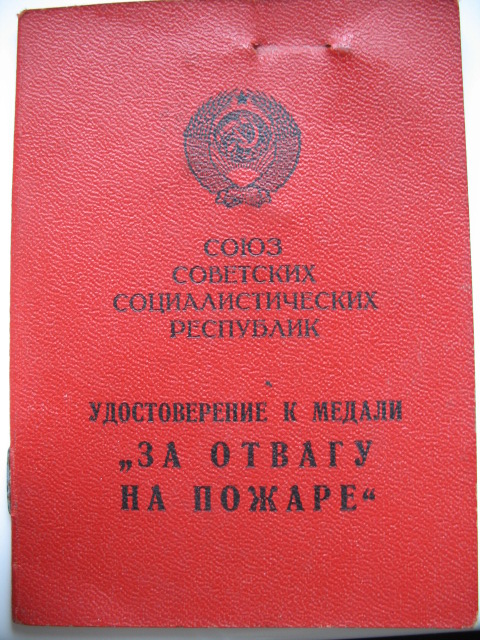 СОЮЗ
СОВЕТСКИХ
СОЦИАЛИСТИЧЕСКИХ
РЕСПУБЛИК
УДОСТОВЕРЕНИЕ К МЕДАЛИ
„ЗА ОТВАГУ
НА ПОЖАРЕ“